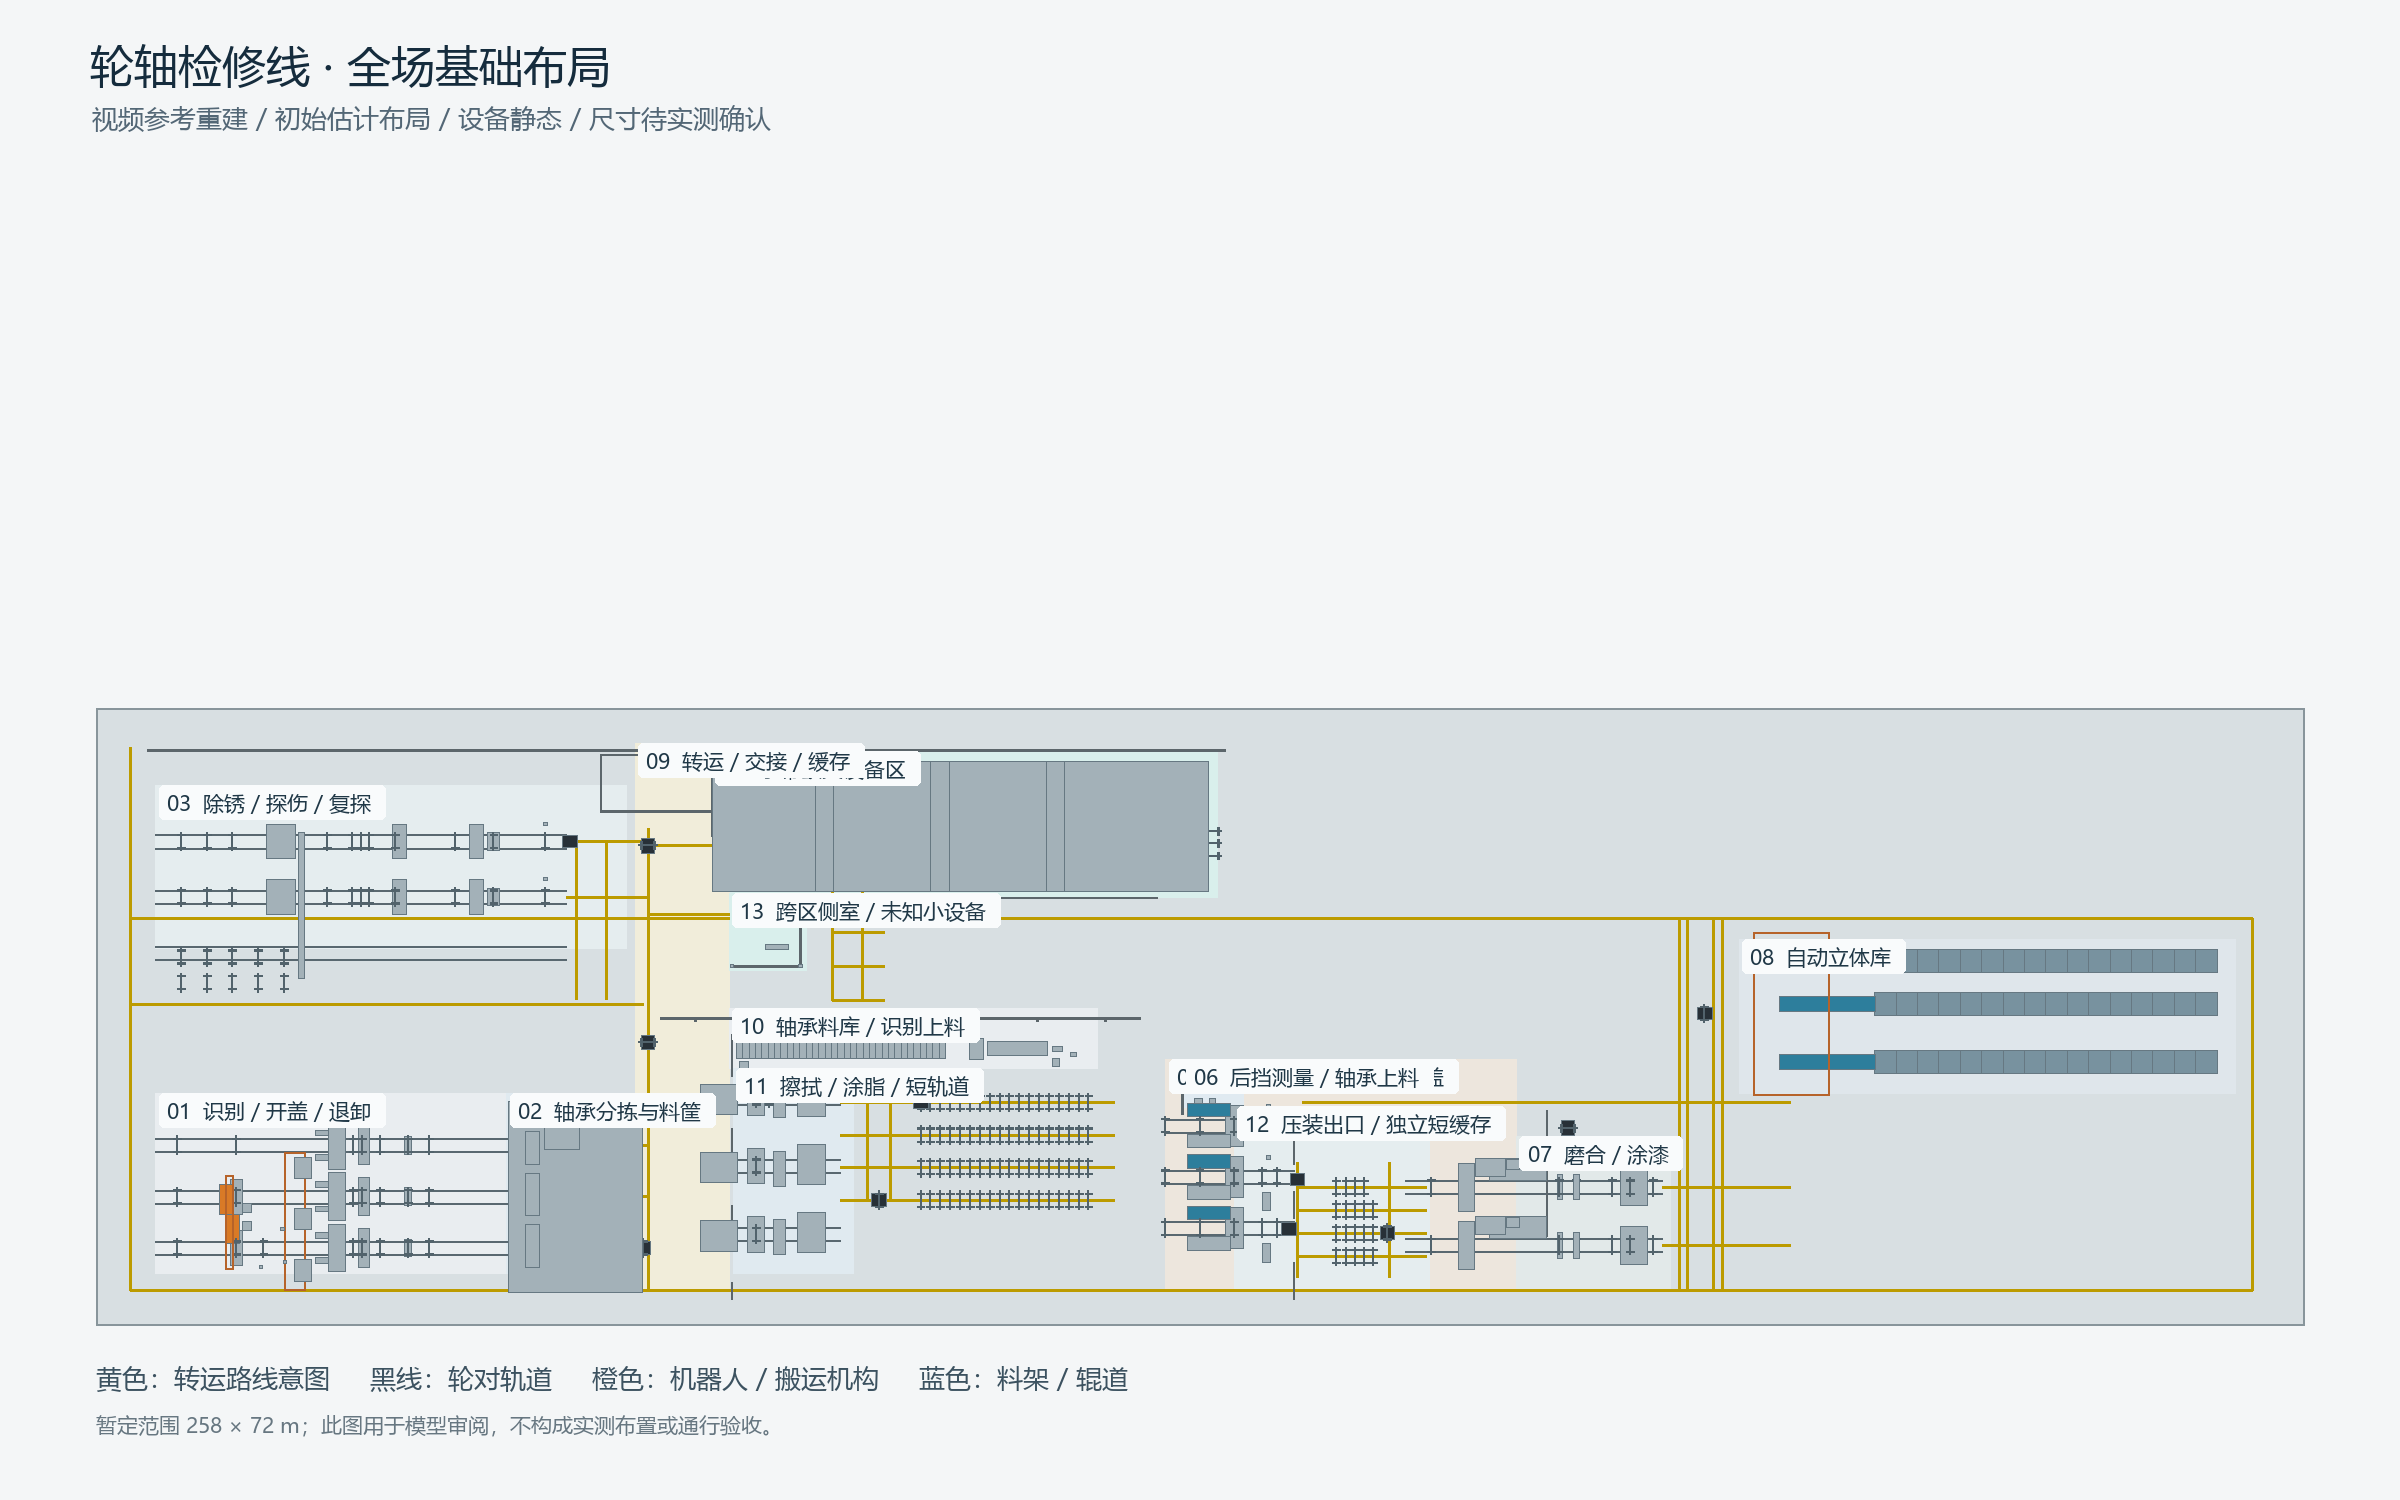 轮轴检修线 · 全场基础布局
视频参考重建 / 初始估计布局 / 设备静态 / 尺寸待实测确认
09 转运 / 交接 / 缓存
备区
03 除锈 / 探伤 / 复探
13 跨区侧室 / 未知小设备
08 自动立体库
10 轴承料库 / 识别上料
06 后挡测量 / 轴承上料
11 擦拭 / 涂脂 / 短轨道
01 识别 / 开盖 / 退卸
02 轴承分拣与料筐
12 压装出口 / 独立短缓存
07 磨合 / 涂漆
黄色：转运路线意图 黑线：轮对轨道 橙色：机器人 / 搬运机构 蓝色：料架 / 辊道
暂定范围 258 × 72 m；此图用于模型审阅，不构成实测布置或通行验收。